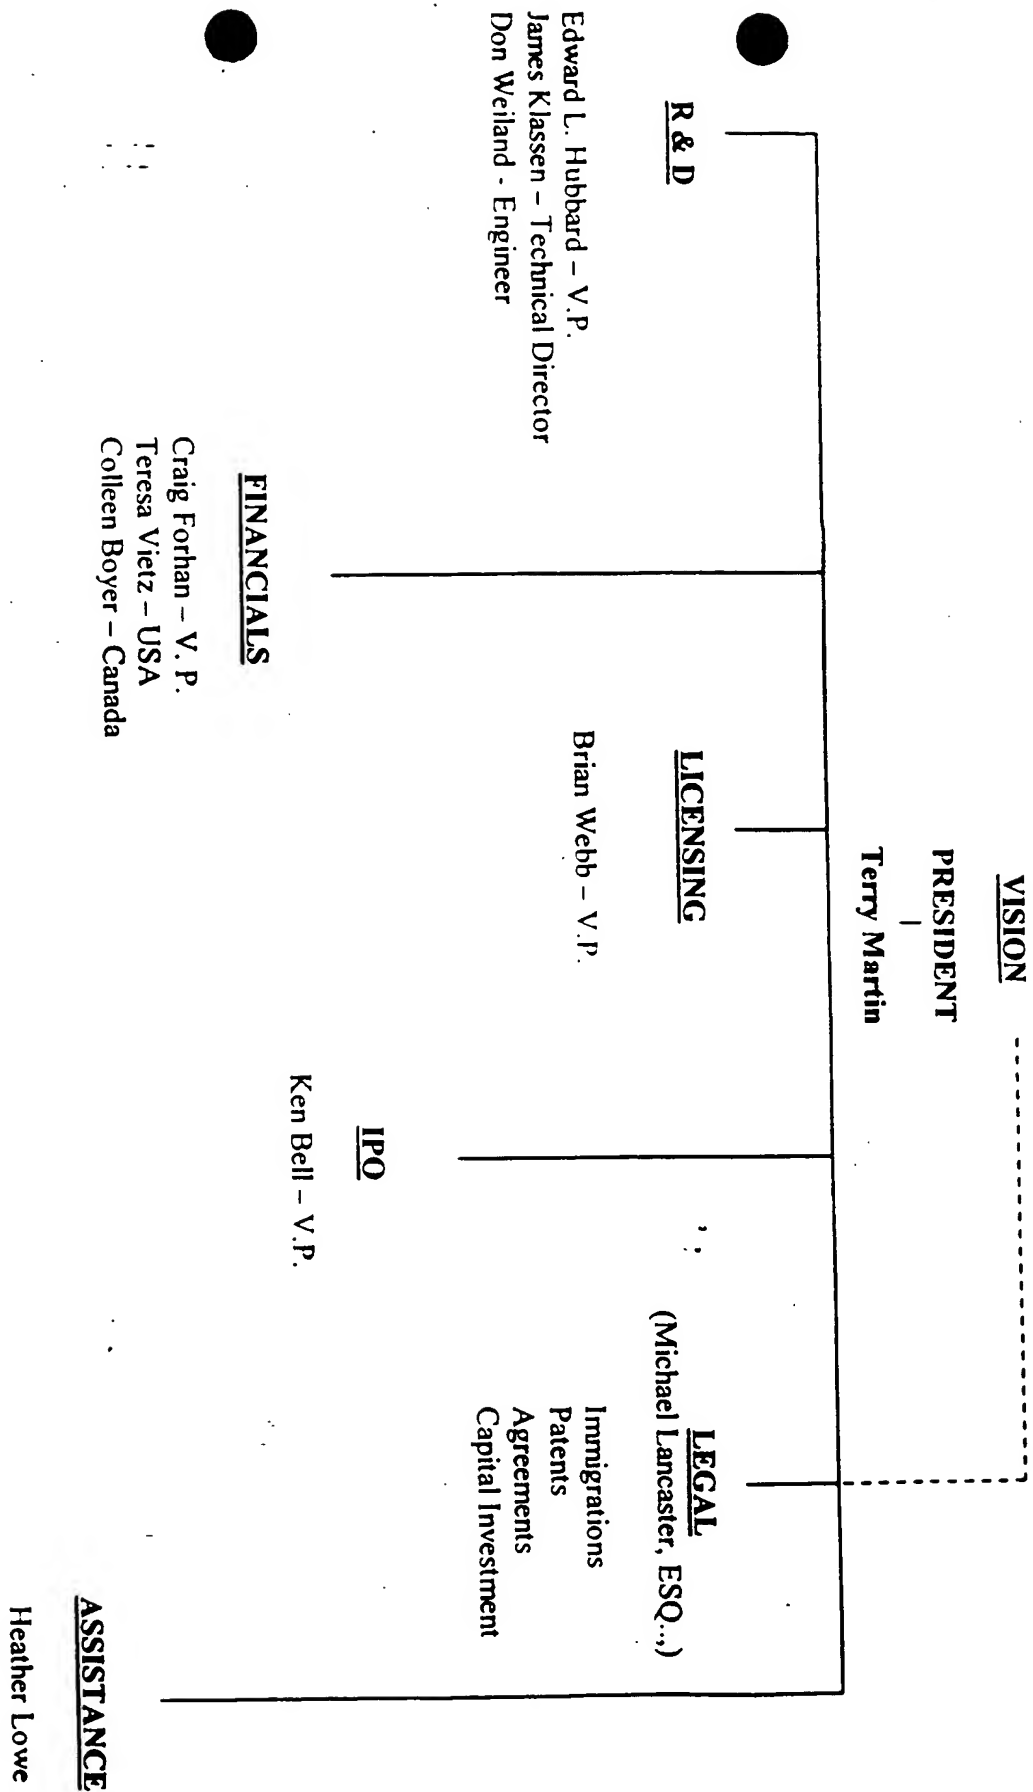 VISION
PRESIDENT
Terry Martin
R & D
Edward L. Hubbard – V.P.
James Klassen – Technical Director
Don Weiland - Engineer
FINANCIALS
Craig Forhan – V. P.
Teresa Vietz – USA
Colleen Boyer – Canada
LICENSING
Brian Webb – V.P.
IPO
Ken Bell – V.P.
LEGAL
(Michael Lancaster, ESQ..,)
Immigrations
Patents
Agreements
Capital Investment
ASSISTANCE
Heather Lowe